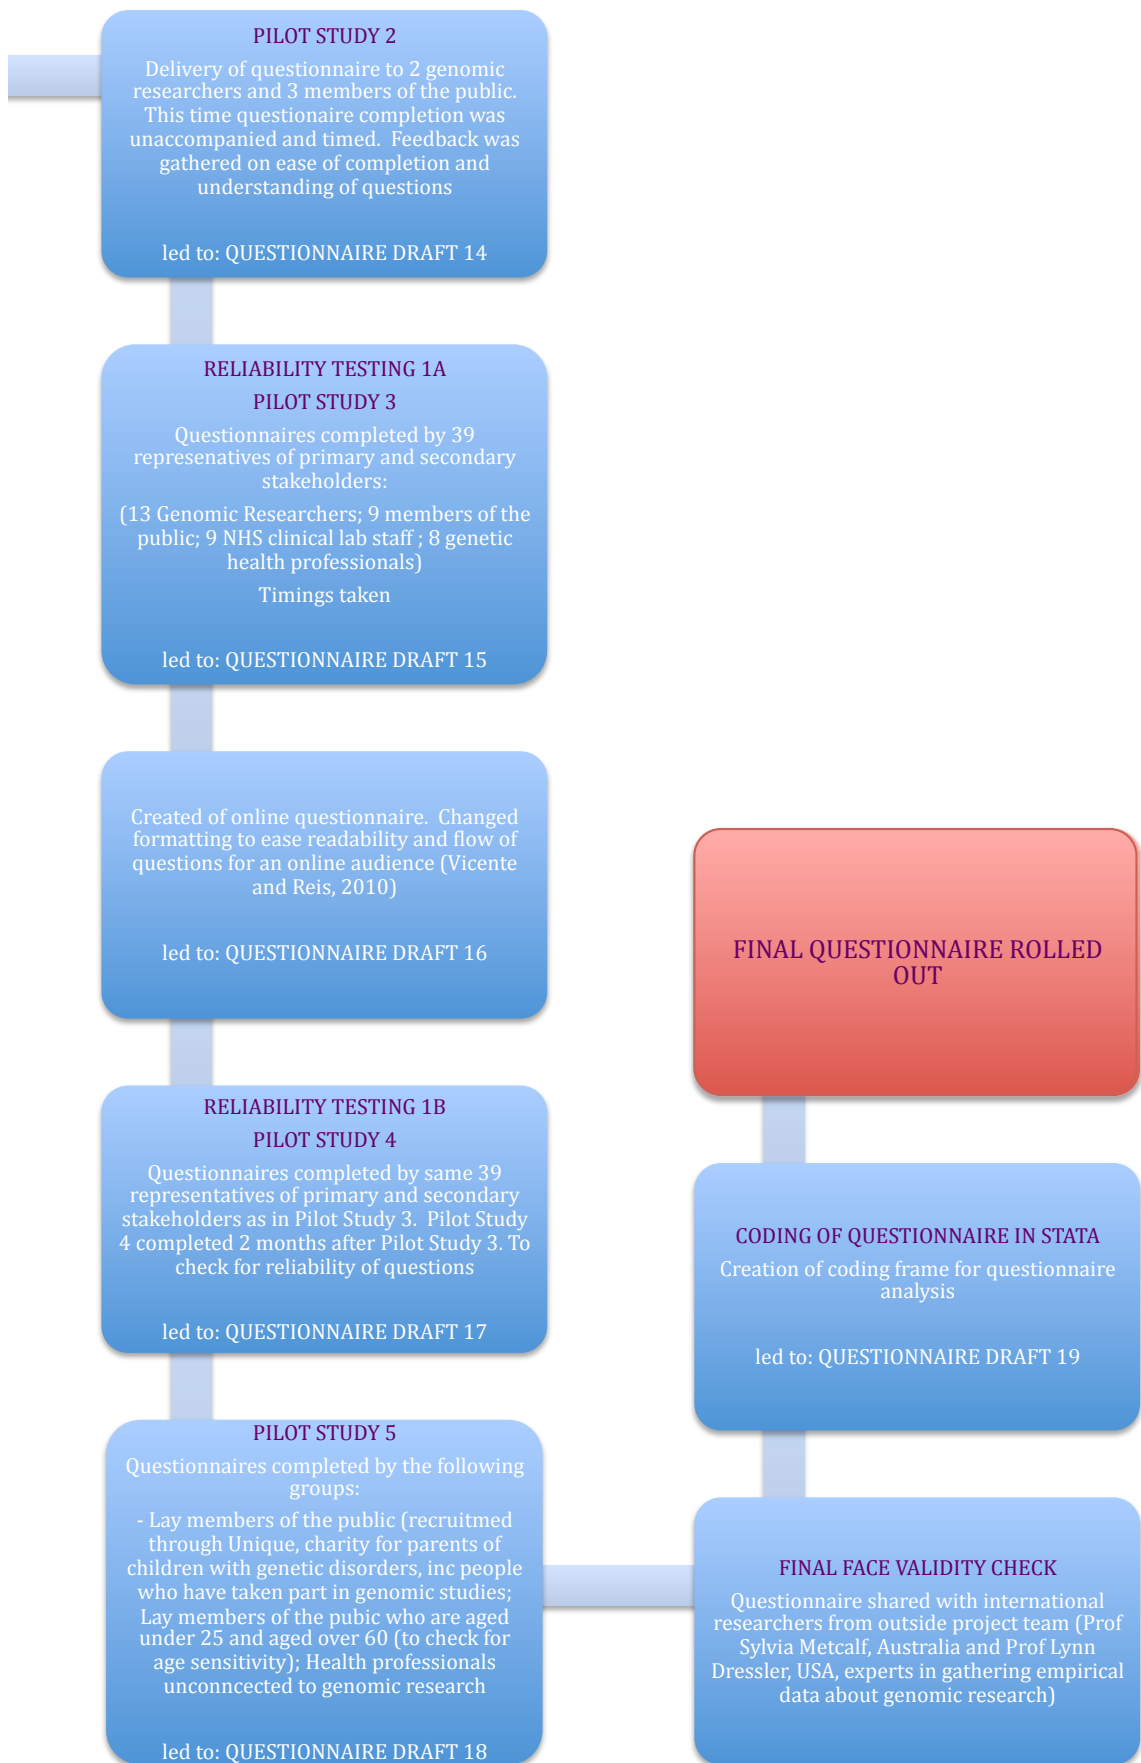 PILOT STUDY 2
Delivery of questionnaire to 2 genomic
researchers and 3 members of the public.
This time questionaire completion was
unaccompanied and timed.  Feedback was
gathered on ease of completion and
understanding of questions
led to: QUESTIONNAIRE DRAFT 14
RELIABILITY TESTING 1A
PILOT STUDY 3
Questionnaires completed by 39
represenatives of primary and secondary
stakeholders:
(13 Genomic Researchers; 9 members of the
public; 9 NHS clinical lab staff ; 8 genetic
health professionals)
Timings taken
led to: QUESTIONNAIRE DRAFT 15
Created of online questionnaire.  Changed
formatting to ease readability and flow of
questions for an online audience (Vicente
and Reis, 2010)
led to: QUESTIONNAIRE DRAFT 16
RELIABILITY TESTING 1B
PILOT STUDY 4
Questionnaires completed by same 39
representatives of primary and secondary
stakeholders as in Pilot Study 3.  Pilot Study
4 completed 2 months after Pilot Study 3. To
check for reliability of questions
led to: QUESTIONNAIRE DRAFT 17
PILOT STUDY 5
Questionnaires completed by the following
groups:
- Lay members of the public (recruitmed
through Unique, charity for parents of
children with genetic disorders, inc people
who have taken part in genomic studies;
Lay members of the pubic who are aged
under 25 and aged over 60 (to check for
age sensitivity); Health professionals
unconncected to genomic research
led to: QUESTIONNAIRE DRAFT 18
FINAL FACE VALIDITY CHECK
Questionnaire shared with international
researchers from outside project team (Prof
Sylvia Metcalf, Australia and Prof Lynn
Dressler, USA, experts in gathering empirical
data about genomic research)
CODING OF QUESTIONNAIRE IN STATA
Creation of coding frame for questionnaire
analysis
led to: QUESTIONNAIRE DRAFT 19
FINAL QUESTIONNAIRE ROLLED
OUT